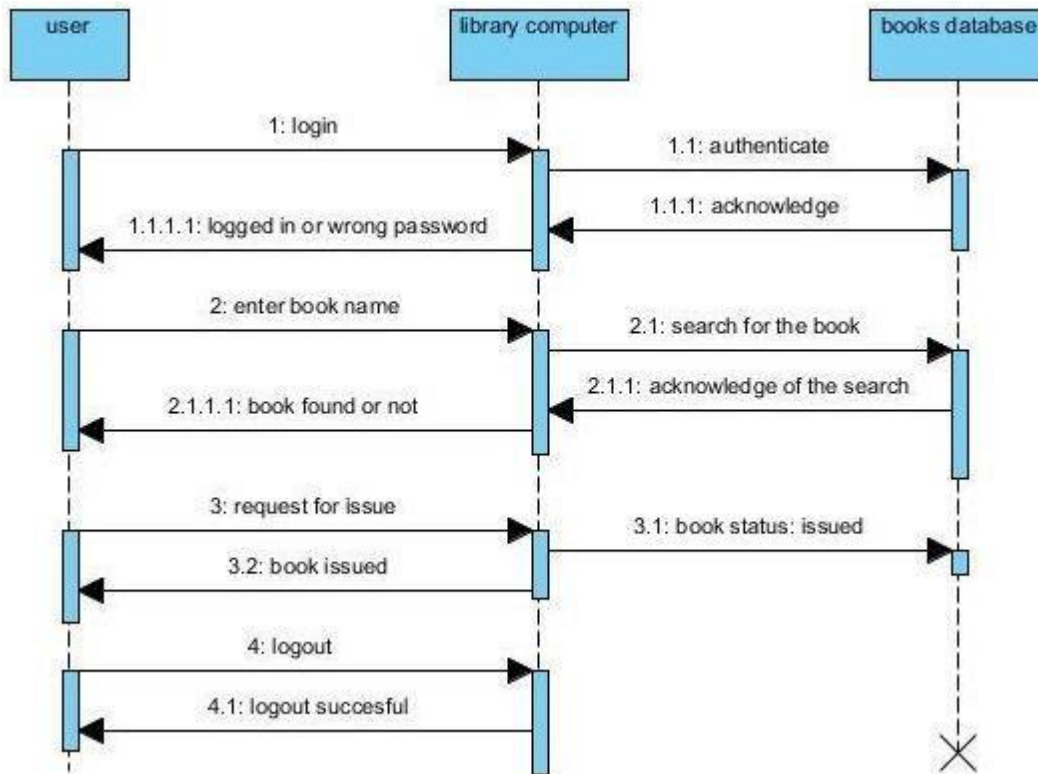 user
library computer
books database
1: login
1.1: authenticate
1.1.1: acknowledge
1.1.1.1: logged in or wrong password
2: enter book name
2.1: search for the book
2.1.1: acknowledge of the search
2.1.1.1: book found or not
3: request for issue
3.1: book status: issued
3.2: book issued
4: logout
4.1: logout succesful